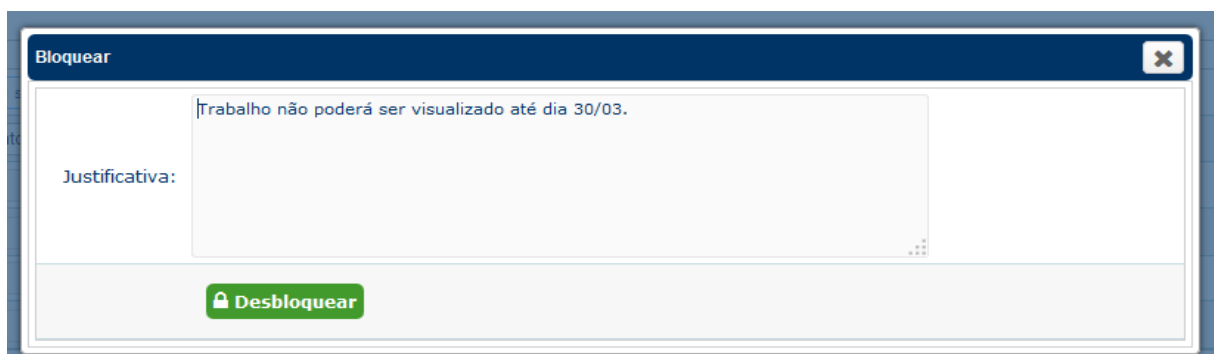 Bloquear
Trabalho não poderá ser visualizado até dia 30/03.
Justificativa:
Desbloquear